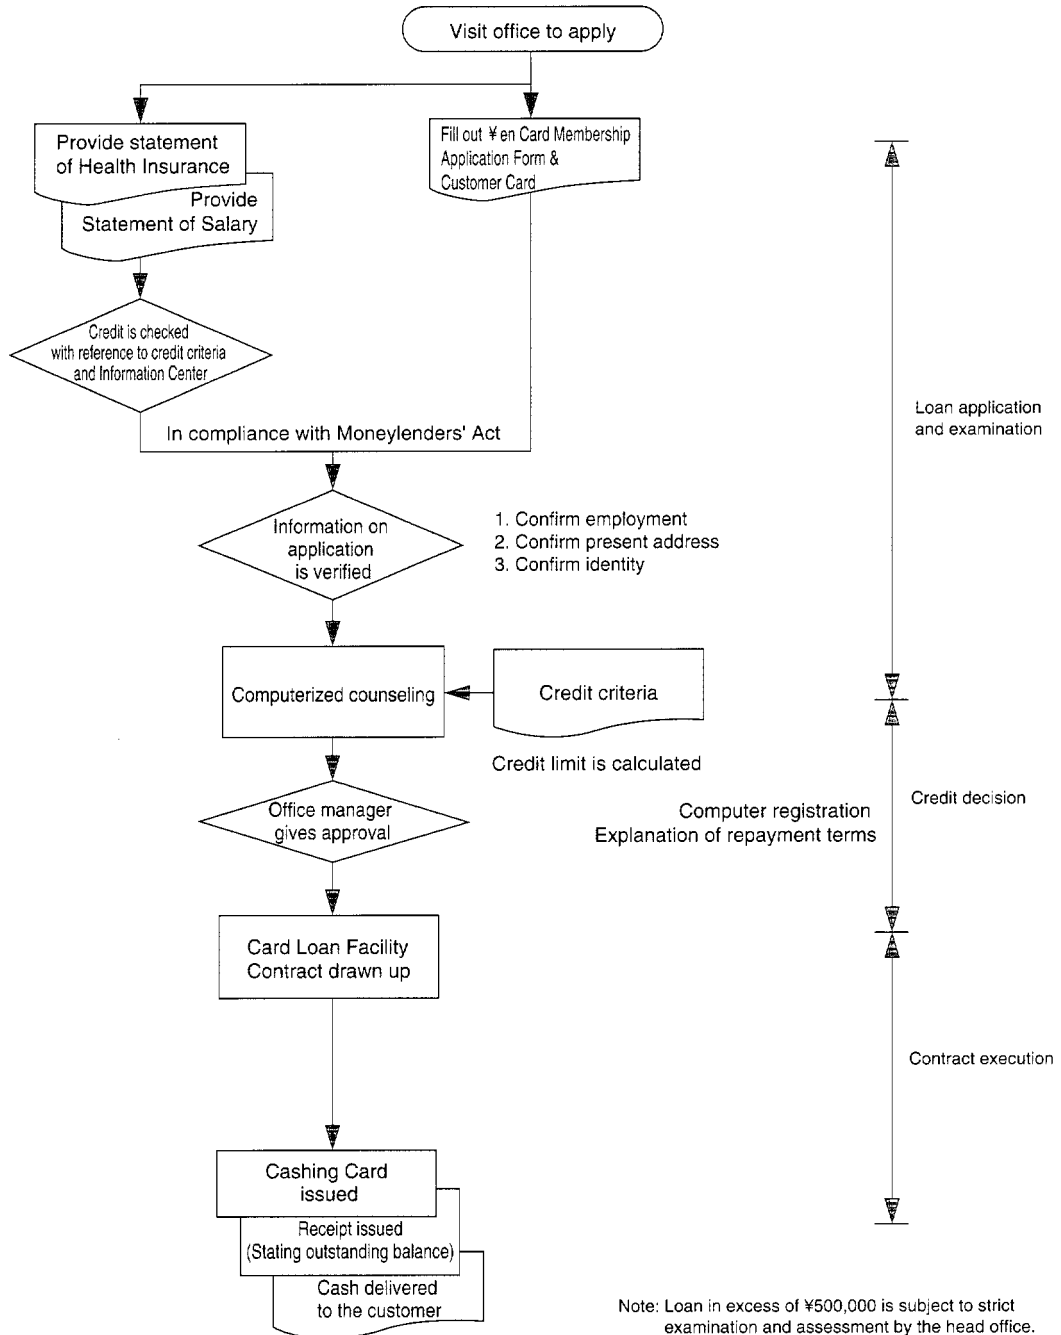 Visit office to apply
Provide statement
of Health Insurance
Provide
Statement of Salary
Fill out ¥en Card Membership
Application Form &
Customer Card
Credit is checked
with reference to credit criteria
and Information Center
In compliance with Moneylenders' Act
Loan application
and examination
Information on
application
is verified
1. Confirm employment
2. Confirm present address
3. Confirm identity
Computerized counseling
Credit criteria
Credit limit is calculated
Office manager
gives approval
Computer registration
Explanation of repayment terms
Credit decision
Card Loan Facility
Contract drawn up
Contract execution
Cashing Card
issued
Receipt issued
(Stating outstanding balance)
Cash delivered
to the customer
Note: Loan in excess of ¥500,000 is subject to strict
examination and assessment by the head office.